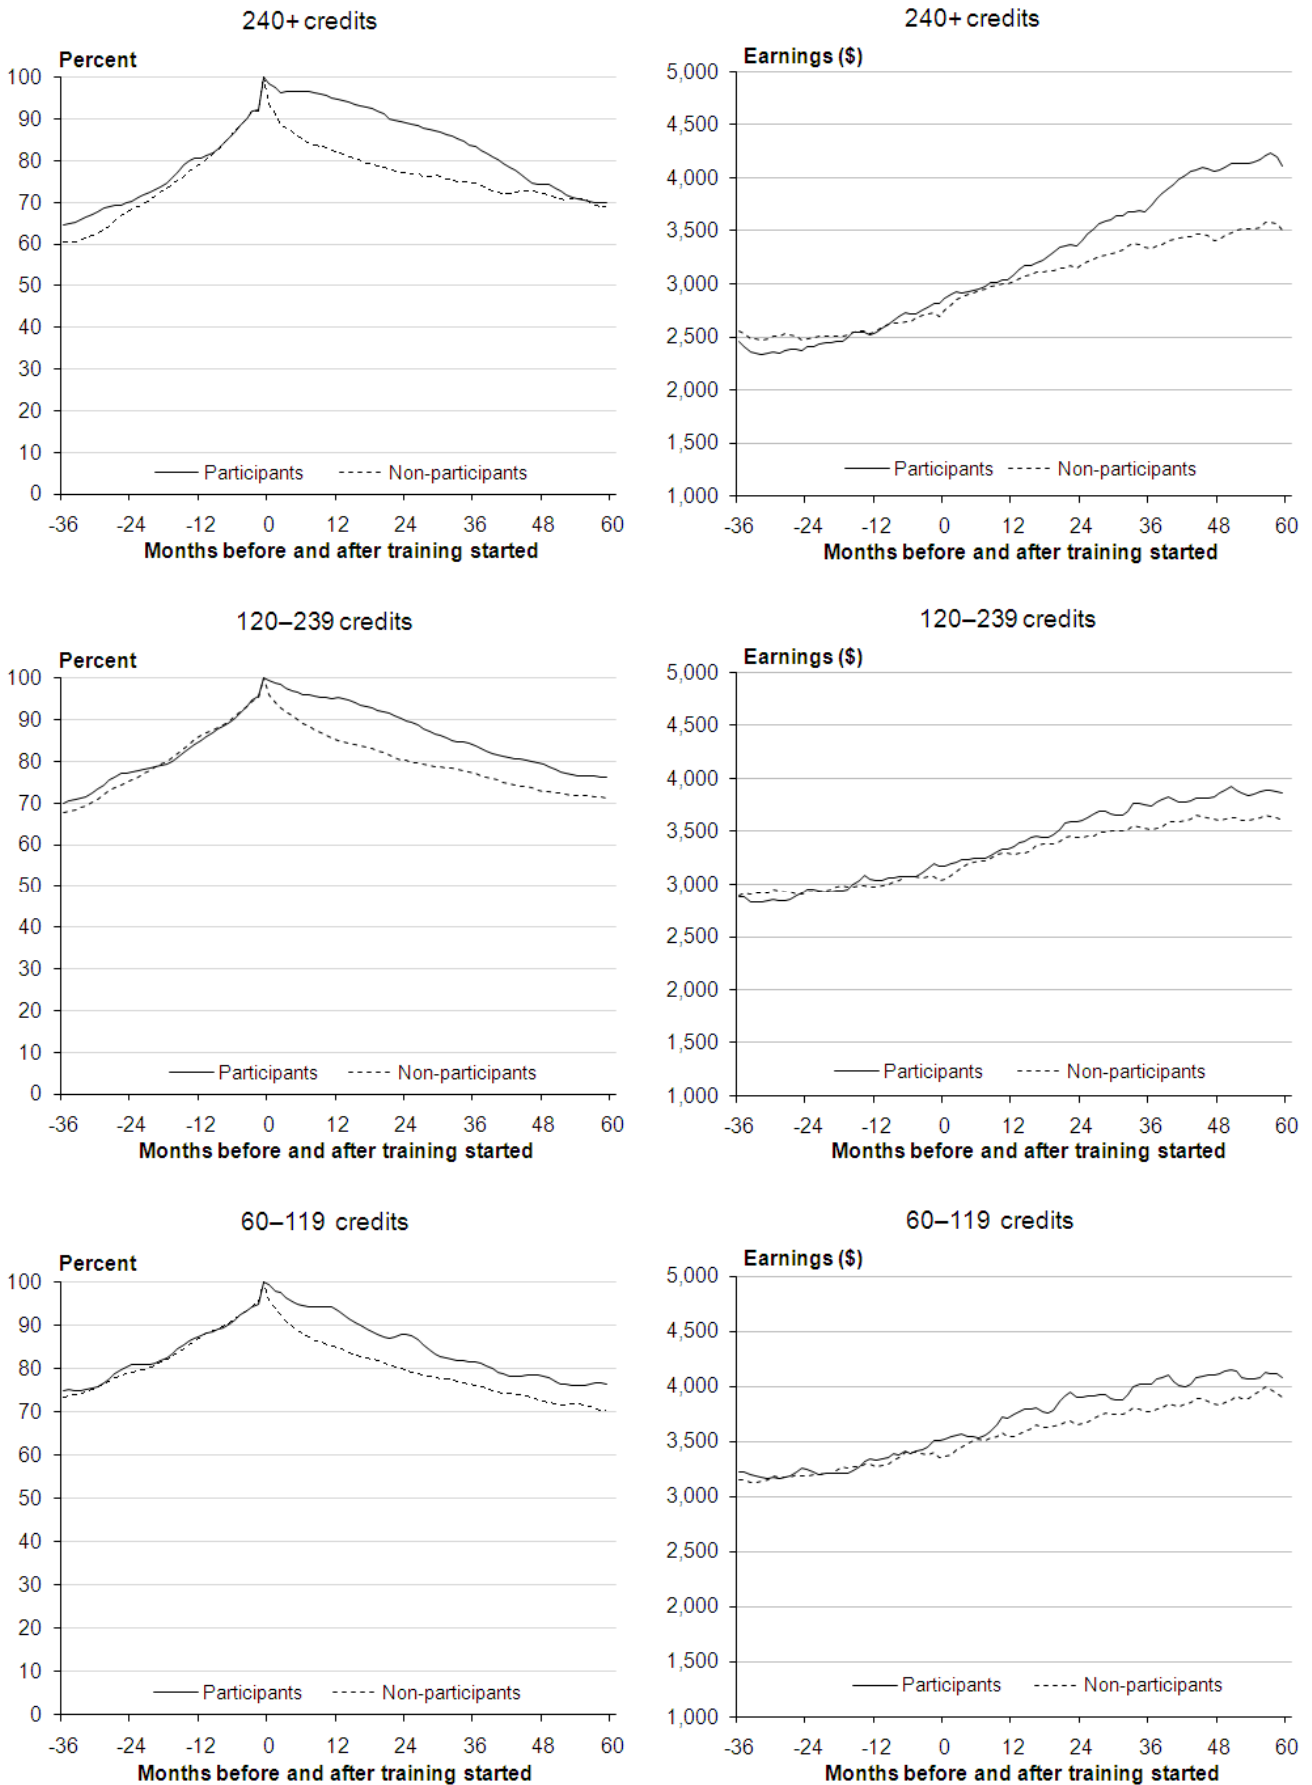 240+ credits
Percent
100
90
80
70
60
50
40
30
20
10
0
Participants Non-participants
-36 -24 -12 0 12 24 36 48 60
Months before and after training started
240+ credits
Earnings ($)
5,000
4,500
4,000
3,500
3,000
2,500
2,000
1,500
1,000
Participants Non-participants
-36 -24 -12 0 12 24 36 48 60
Months before and after training started
120–239 credits
Percent
100
90
80
70
60
50
40
30
20
10
0
Participants Non-participants
-36 -24 -12 0 12 24 36 48 60
Months before and after training started
120–239 credits
Earnings ($)
5,000
4,500
4,000
3,500
3,000
2,500
2,000
1,500
1,000
Participants Non-participants
-36 -24 -12 0 12 24 36 48 60
Months before and after training started
60–119 credits
Percent
100
90
80
70
60
50
40
30
20
10
0
Participants Non-participants
-36 -24 -12 0 12 24 36 48 60
Months before and after training started
60–119 credits
Earnings ($)
5,000
4,500
4,000
3,500
3,000
2,500
2,000
1,500
1,000
Participants Non-participants
-36 -24 -12 0 12 24 36 48 60
Months before and after training started